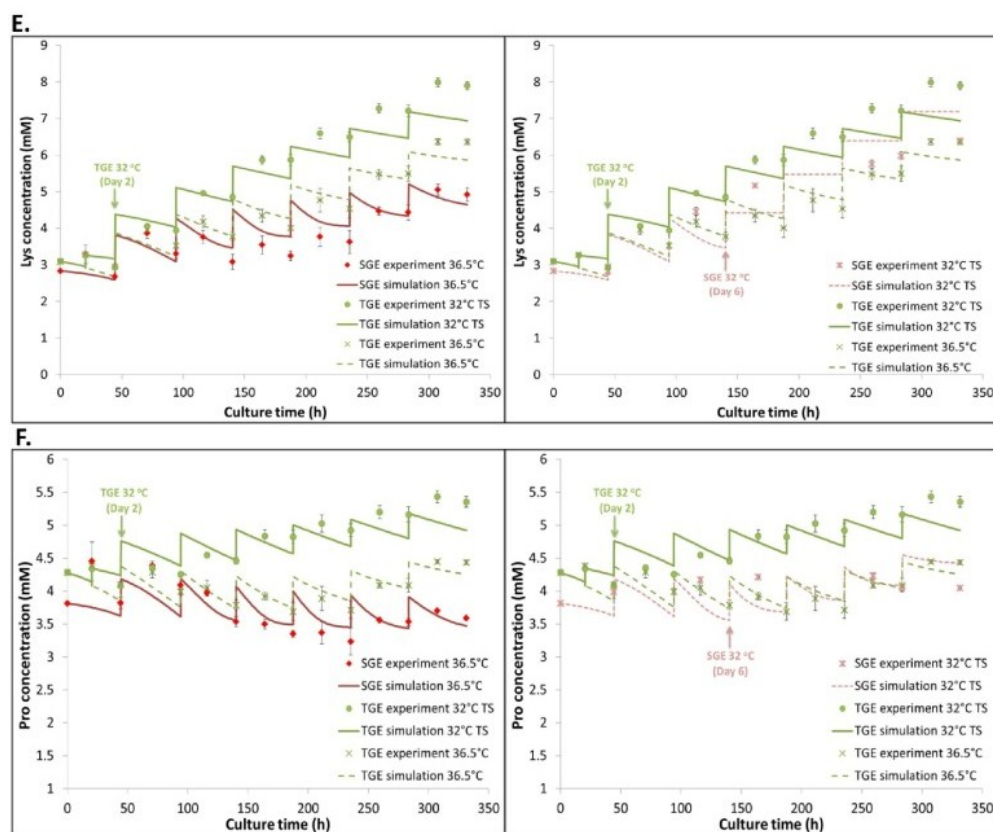 E.
Lys concentration (mM)
9
8
7
6
5
4
3
2
1
0
TGE 32 °C
(Day 2)
SGE experiment 36.5°C
SGE simulation 36.5°C
TGE experiment 32°C TS
TGE simulation 32°C TS
TGE experiment 36.5°C
TGE simulation 36.5°C
0 50 100 150 200 250 300 350
Culture time (h)
Lys concentration (mM)
9
8
7
6
5
4
3
2
1
0
TGE 32 °C
(Day 2)
SGE 32 °C
(Day 6)
SGE experiment 32°C TS
SGE simulation 32°C TS
TGE experiment 32°C TS
TGE simulation 32°C TS
TGE experiment 36.5°C
TGE simulation 36.5°C
0 50 100 150 200 250 300 350
Culture time (h)
F.
Pro concentration (mM)
6
5.5
5
4.5
4
3.5
3
2.5
2
1.5
1
TGE 32 °C
(Day 2)
SGE experiment 36.5°C
SGE simulation 36.5°C
TGE experiment 32°C TS
TGE simulation 32°C TS
TGE experiment 36.5°C
TGE simulation 36.5°C
0 50 100 150 200 250 300 350
Culture time (h)
Pro concentration (mM)
6
5.5
5
4.5
4
3.5
3
2.5
2
1.5
1
TGE 32 °C
(Day 2)
SGE 32 °C
(Day 6)
SGE experiment 32°C TS
SGE simulation 32°C TS
TGE experiment 32°C TS
TGE simulation 32°C TS
TGE experiment 36.5°C
TGE simulation 36.5°C
0 50 100 150 200 250 300 350
Culture time (h)